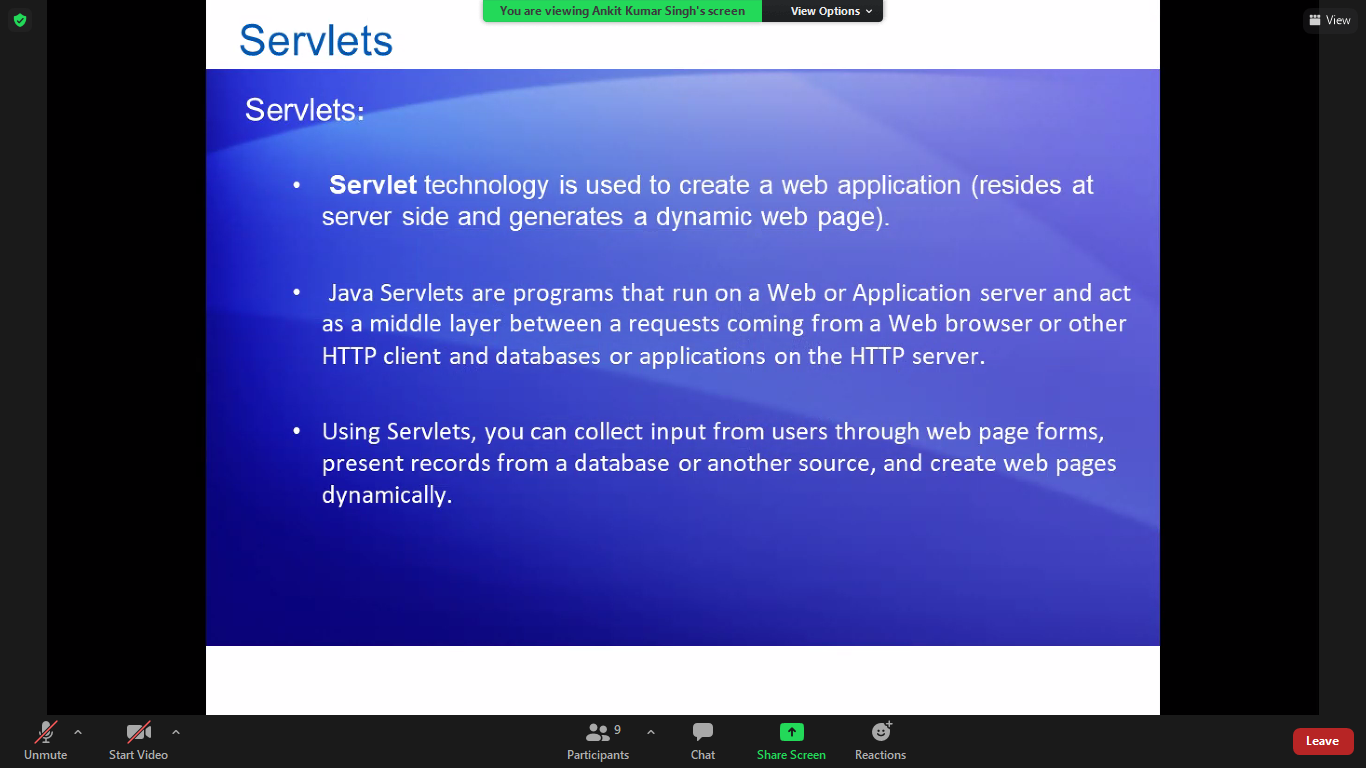 You are viewing Ankit Kumar Singh's screen
View Options
View
Servlets
Servlets:
• Servlet technology is used to create a web application (resides at
server side and generates a dynamic web page).
• Java Servlets are programs that run on a Web or Application server and act
as a middle layer between a requests coming from a Web browser or other
HTTP client and databases or applications on the HTTP server.
• Using Servlets, you can collect input from users through web page forms,
present records from a database or another source, and create web pages
dynamically.
Unmute
Start Video
9
Participants
Chat
Share Screen
Reactions
Leave